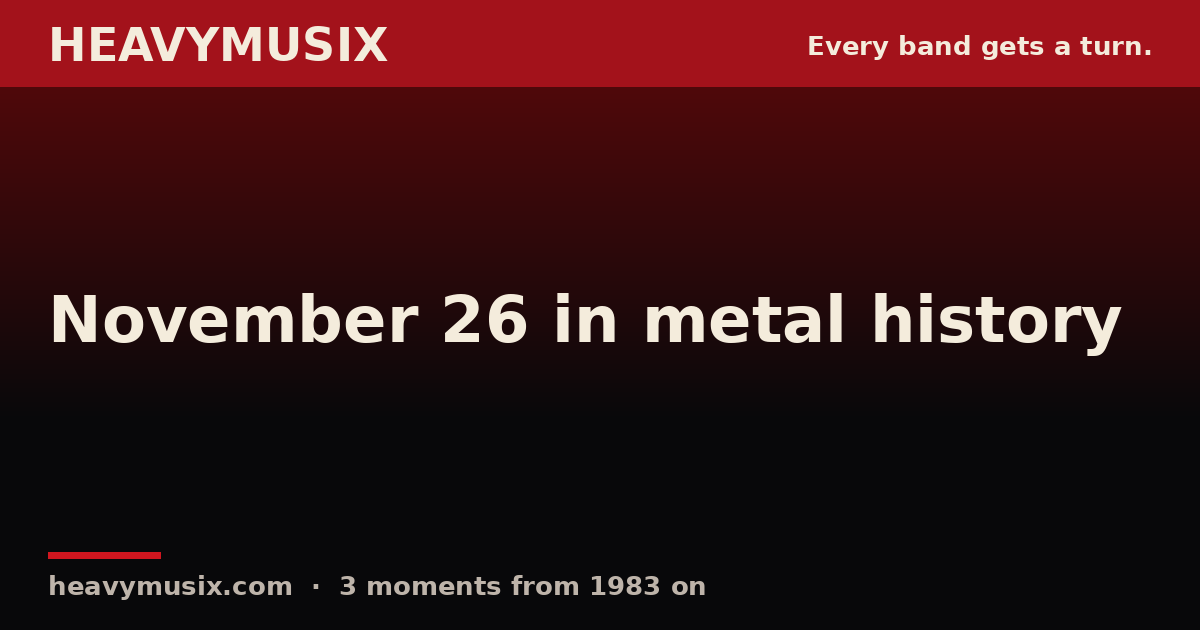 HEAVYMUSIX
Every band gets a turn.
November 26 in metal history
heavymusix.com · 3 moments from 1983 on